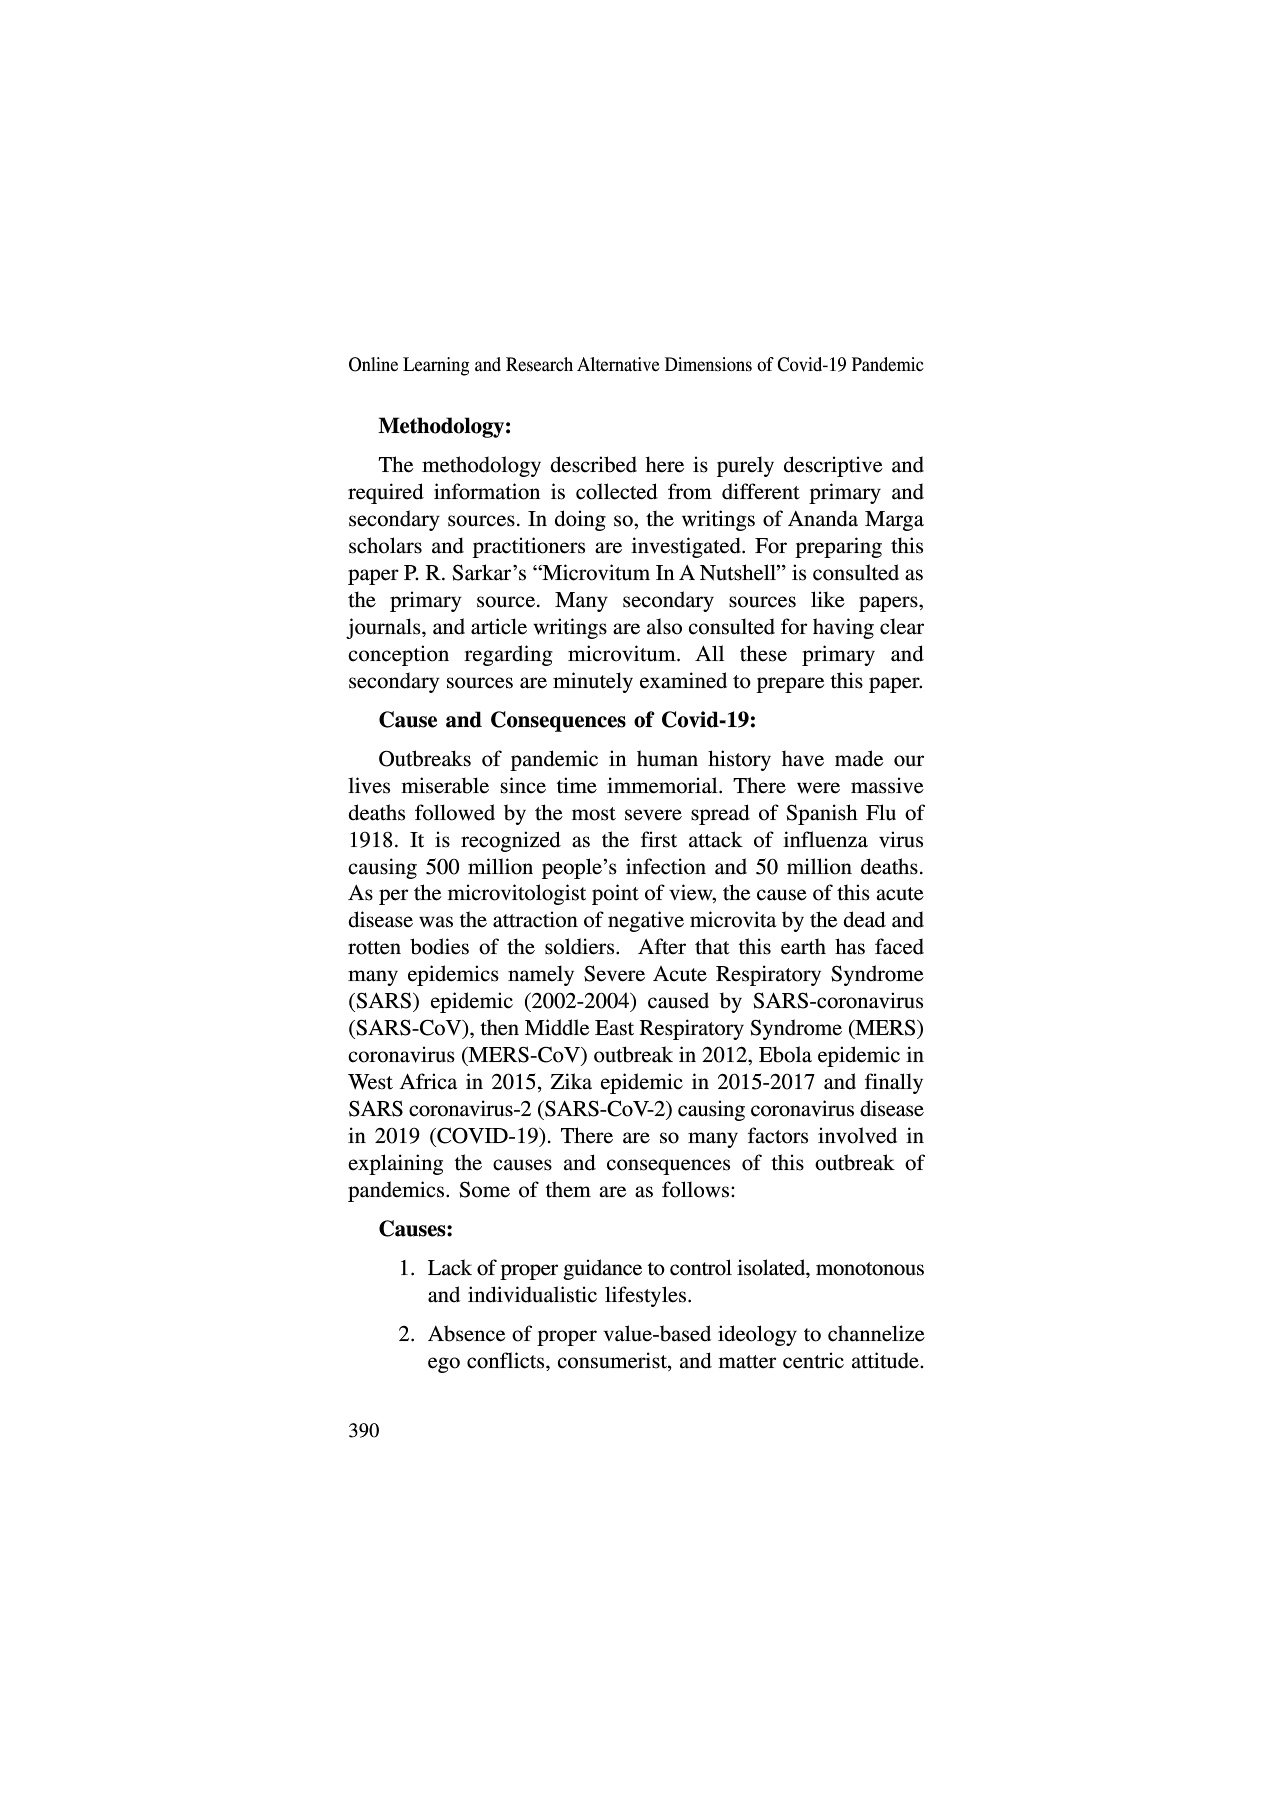 Online Learning and Research Alternative Dimensions of Covid-19 Pandemic
Methodology:
The methodology described here is purely descriptive and
required information is collected from different primary and
secondary sources. In doing so, the writings of Ananda Marga
scholars and practitioners are investigated. For preparing this
paper P. R. Sarkar’s “Microvitum In A Nutshell” is consulted as
the primary source. Many secondary sources like papers,
journals, and article writings are also consulted for having clear
conception regarding microvitum. All these primary and
secondary sources are minutely examined to prepare this paper.
Cause and Consequences of Covid-19:
Outbreaks of pandemic in human history have made our
lives miserable since time immemorial. There were massive
deaths followed by the most severe spread of Spanish Flu of
1918. It is recognized as the first attack of influenza virus
causing 500 million people’s infection and 50 million deaths.
As per the microvitologist point of view, the cause of this acute
disease was the attraction of negative microvita by the dead and
rotten bodies of the soldiers. After that this earth has faced
many epidemics namely Severe Acute Respiratory Syndrome
(SARS) epidemic (2002-2004) caused by SARS-coronavirus
(SARS-CoV), then Middle East Respiratory Syndrome (MERS)
coronavirus (MERS-CoV) outbreak in 2012, Ebola epidemic in
West Africa in 2015, Zika epidemic in 2015-2017 and finally
SARS coronavirus-2 (SARS-CoV-2) causing coronavirus disease
in 2019 (COVID-19). There are so many factors involved in
explaining the causes and consequences of this outbreak of
pandemics. Some of them are as follows:
Causes:
1. Lack of proper guidance to control isolated, monotonous
and individualistic lifestyles.
2. Absence of proper value-based ideology to channelize
ego conflicts, consumerist, and matter centric attitude.
390